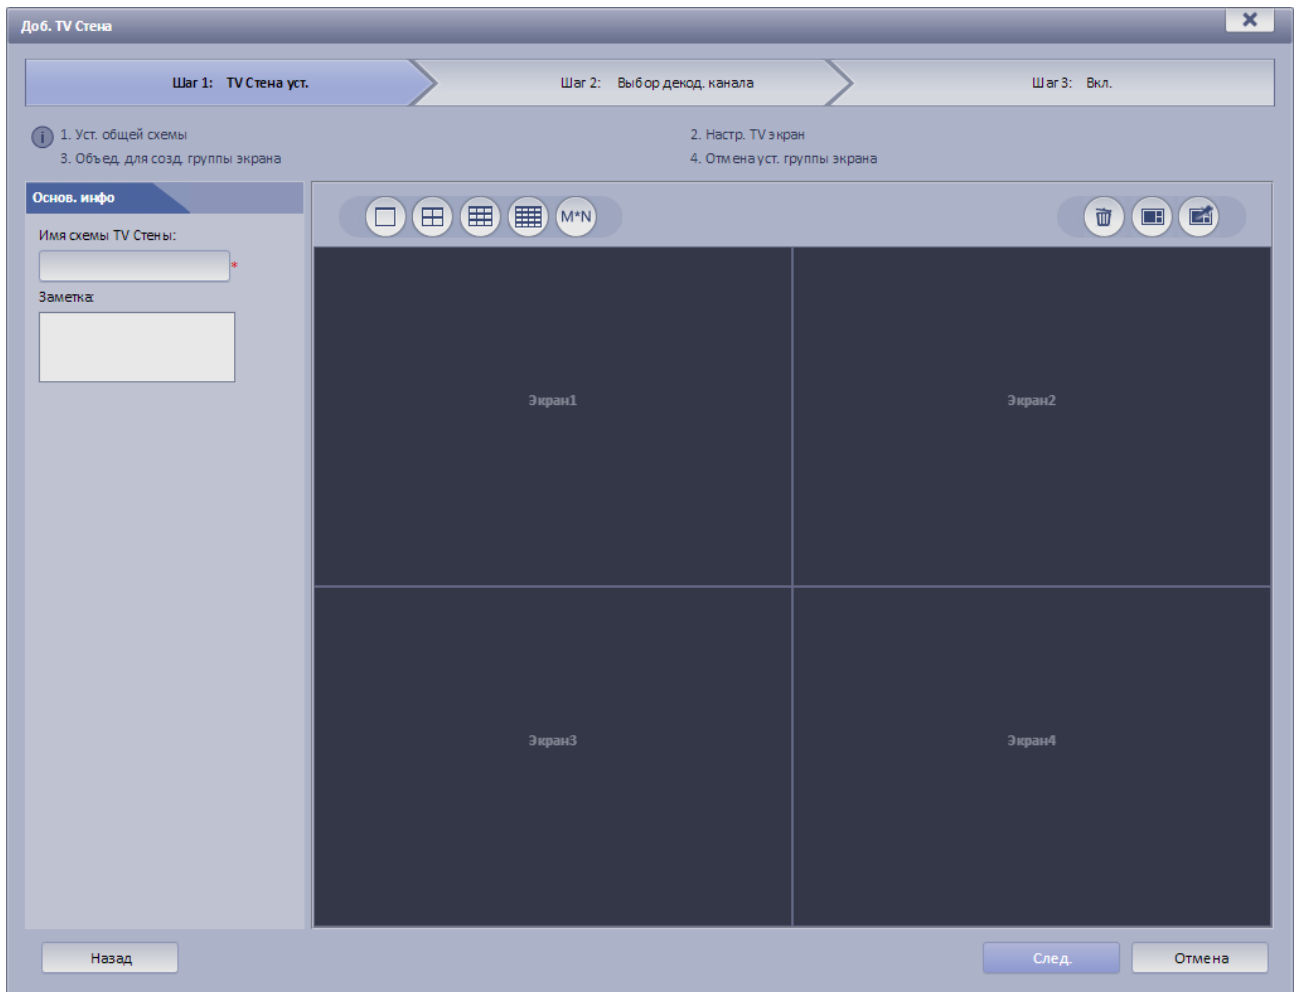 Доб. TV Стена
Шаг 1: TV Стена уст.
Шаг 2: Выбор декод. канала
Шаг 3: Вкл.
1. Уст. общей схемы
2. Настр. TV экран
3. Объед. для созд. группы экрана
4. Отмена уст. группы экрана
Основ. инфо
M*N
Имя схемы TV Стены:
*
Заметка:
Экран1
Экран2
Экран3
Экран4
Назад
След.
Отмена